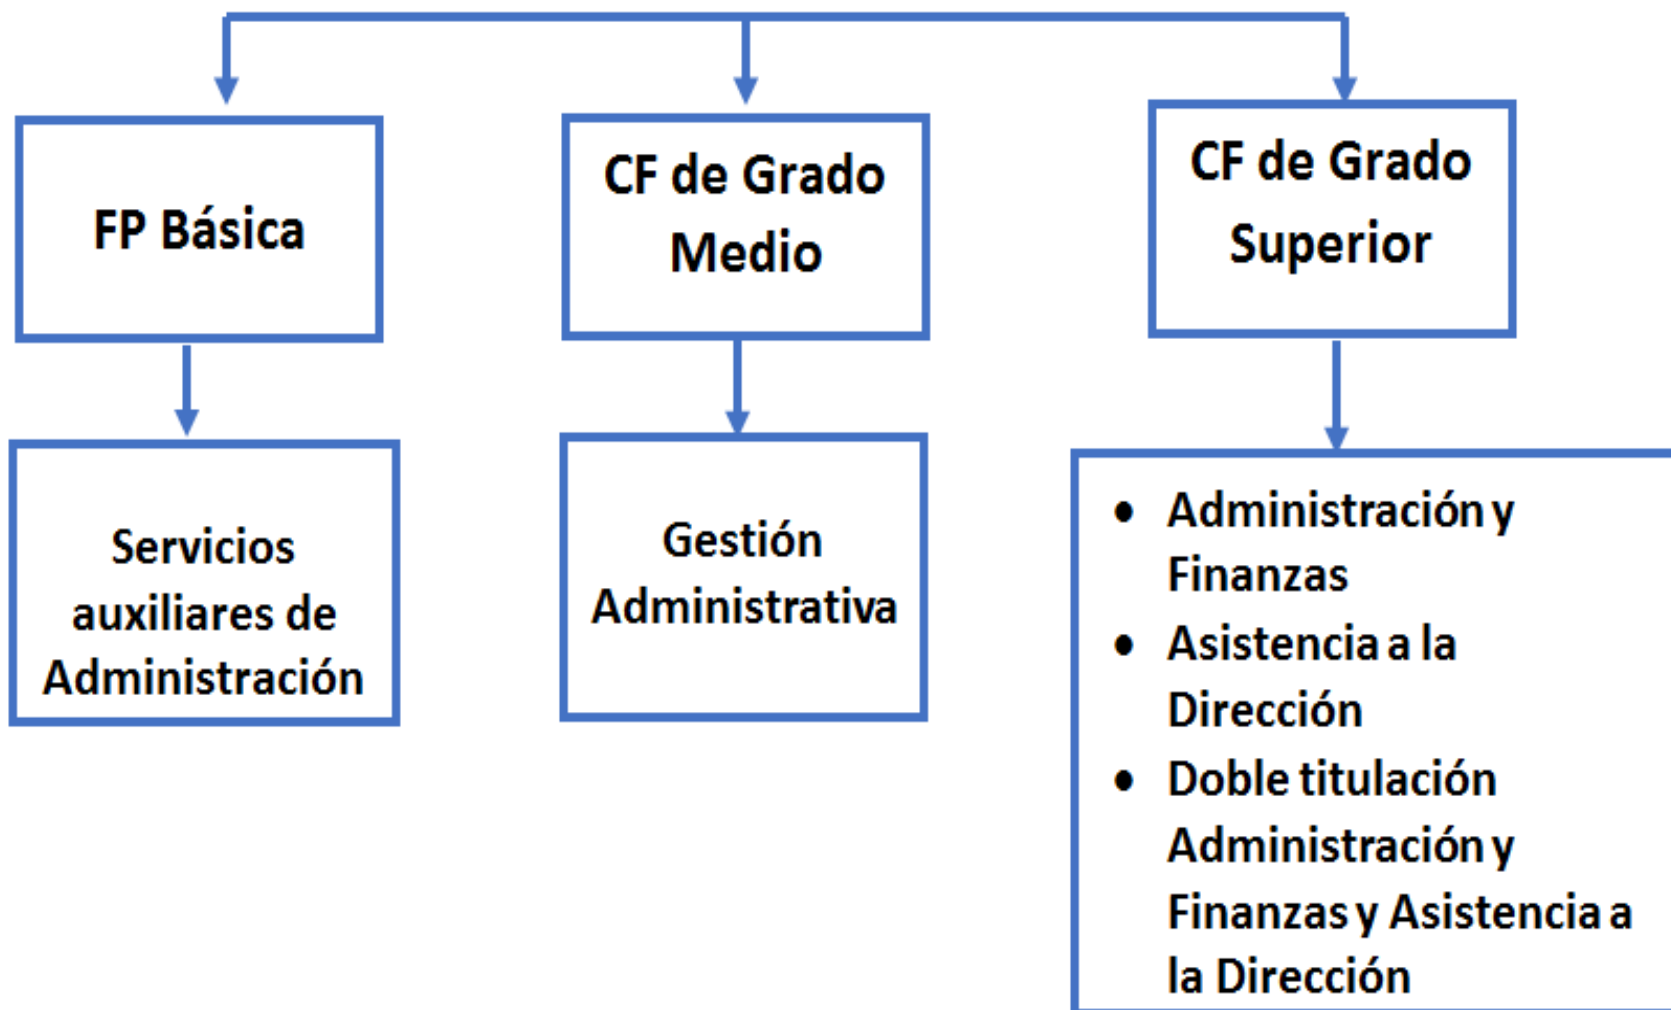 FP Básica
CF de Grado
Medio
CF de Grado
Superior
Servicios
auxiliares de
Administración
Gestión
Administrativa
• Administración y
Finanzas
• Asistencia a la
Dirección
• Doble titulación
Administración y
Finanzas y Asistencia a
la Dirección